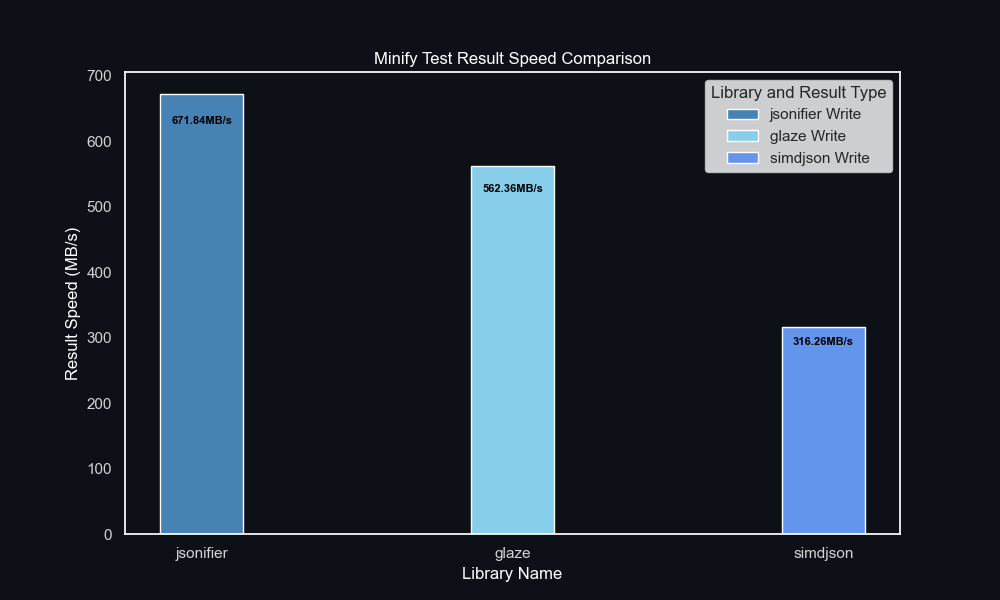 Minify Test Result Speed Comparison
700
600
500
400
300
200
100
0
Result Speed (MB/s)
671.84MB/s
562.36MB/s
316.26MB/s
Library and Result Type
jsonifier Write
glaze Write
simdjson Write
jsonifier
glaze
simdjson
Library Name